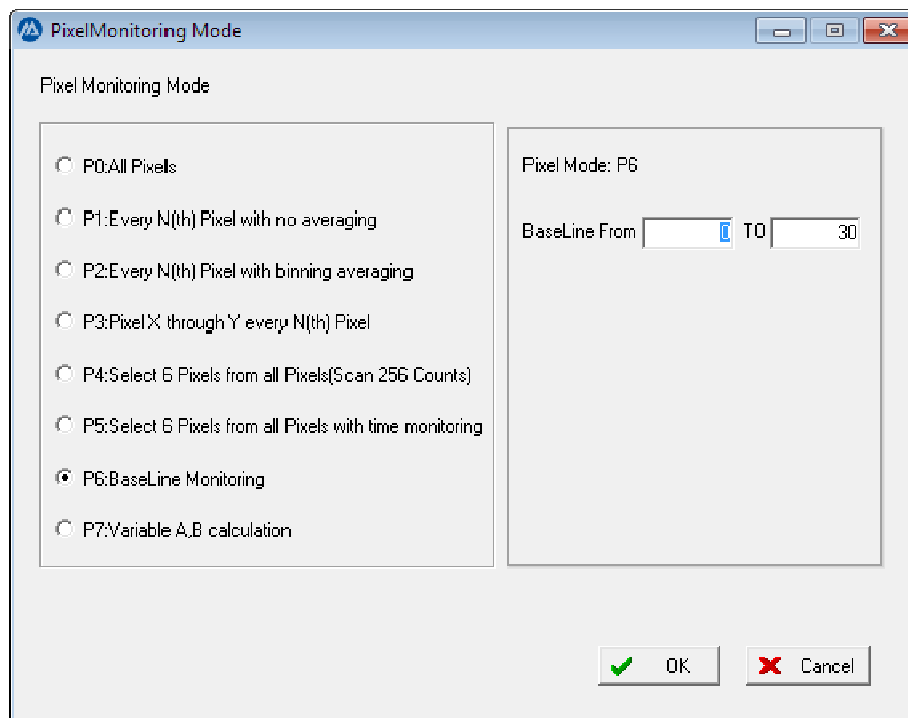 PixelMonitoring Mode
Pixel Monitoring Mode
P0:All Pixels
P1:Every N(th) Pixel with no averaging
P2:Every N(th) Pixel with binning averaging
P3:Pixel X through Y every N(th) Pixel
P4:Select 6 Pixels from all Pixels(Scan 256 Counts)
P5:Select 6 Pixels from all Pixels with time monitoring
P6:BaseLine Monitoring
P7:Variable A,B calculation
Pixel Mode: P6
BaseLine From 0 TO 30
OK Cancel